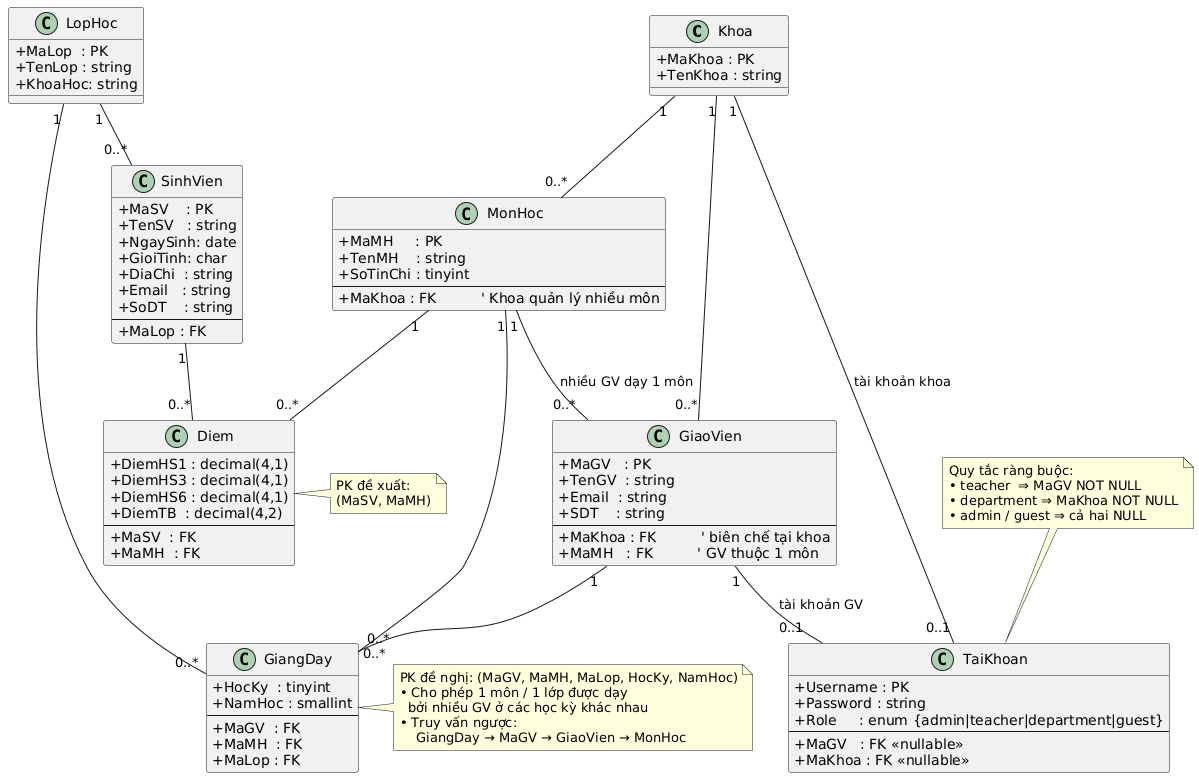 C LopHoc
+MaLop  : PK
+TenLop : string
+KhoaHoc: string
C Khoa
+MaKhoa : PK
+TenKhoa : string
1
1
1
1
1
0..*
0..*
C SinhVien
+MaSV    : PK
+TenSV   : string
+NgaySinh: date
+GioiTinh: char
+DiaChi  : string
+Email   : string
+SoDT    : string
+MaLop : FK
C MonHoc
+MaMH     : PK
+TenMH    : string
+SoTinChi : tinyint
+MaKhoa : FK          ' Khoa quản lý nhiều môn
1
1
1
1
nhiều GV dạy 1 môn
tài khoản khoa
0..*
0..*
0..*
0..*
C Diem
+DiemHS1 : decimal(4,1)
+DiemHS3 : decimal(4,1)
+DiemHS6 : decimal(4,1)
+DiemTB  : decimal(4,2)
+MaSV  : FK
+MaMH  : FK
PK đề xuất:
(MaSV, MaMH)
C GiaoVien
+MaGV   : PK
+TenGV  : string
+Email  : string
+SDT    : string
+MaKhoa : FK          ' biên chế tại khoa
+MaMH   : FK          ' GV thuộc 1 môn
Quy tắc ràng buộc:
• teacher  ⇒ MaGV NOT NULL
• department ⇒ MaKhoa NOT NULL
• admin / guest ⇒ cả hai NULL
1
1
tài khoản GV
0..1
0..1
0..*
0..*
0..*
C GiangDay
+HocKy  : tinyint
+NamHoc : smallint
+MaGV  : FK
+MaMH  : FK
+MaLop : FK
PK đề nghị: (MaGV, MaMH, MaLop, HocKy, NamHoc)
• Cho phép 1 môn / 1 lớp được dạy
bởi nhiều GV ở các học kỳ khác nhau
• Truy vấn ngược:
GiangDay → MaGV → GiaoVien → MonHoc
C TaiKhoan
+Username : PK
+Password : string
+Role     : enum {admin|teacher|department|guest}
+MaGV   : FK «nullable»
+MaKhoa : FK «nullable»